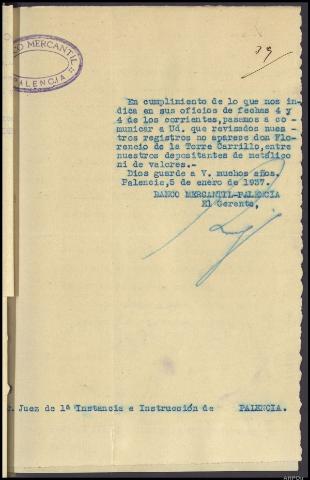 CO MERCANTIL
PALENCIA
29
En cumplimiento de lo que nos in-
dica en sus oficios de fechas 4 y
4 de los corrientes, pasamos a co-
municar a Ud, que revisados nues-
tros registros no aparese don Flo-
rencio de la Torre Carrillo, entre
nuestros depositantes de metálico
ni de valores.-
Dios guarde a V. muchos años.
Palencia, 5 de enero de 1937.
BANCO MERCANTIL-PALENCIA
El Gerente,
r. Juez de 1ª Instancia e Instrucción de PALENCIA.